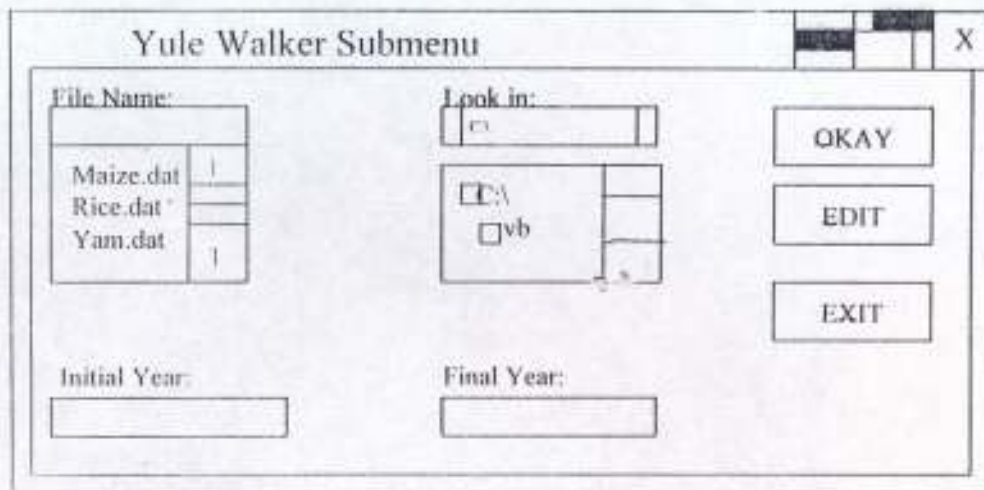 Yule Walker Submenu X
File Name:
Maize.dat
Rice.dat
Yam.dat
Look in:
C:\
vb
OKAY
EDIT
EXIT
Initial Year:
Final Year: